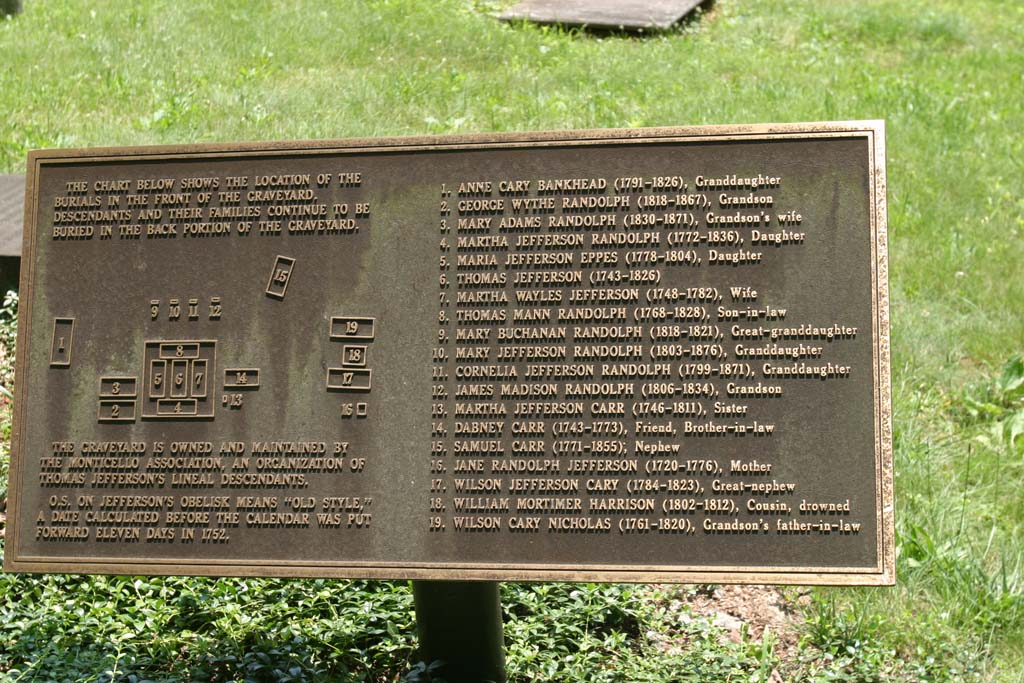 THE CHART BELOW SHOWS THE LOCATION OF THE
BURIALS IN THE FRONT OF THE GRAVEYARD.
DESCENDANTS AND THEIR FAMILIES CONTINUE TO BE
BURIED IN THE BACK PORTION OF THE GRAVEYARD.
15
9 10 11 12
1
19
8
18
5 6 7
14
17
3
13
2
4
16
THE GRAVEYARD IS OWNED AND MAINTAINED BY
THE MONTICELLO ASSOCIATION, AN ORGANIZATION OF
THOMAS JEFFERSON'S LINEAL DESCENDANTS.
O.S. ON JEFFERSON'S OBELISK MEANS "OLD STYLE,"
A DATE CALCULATED BEFORE THE CALENDAR WAS PUT
FORWARD ELEVEN DAYS IN 1752.
1. ANNE CARY BANKHEAD (1791-1826), Granddaughter
2. GEORGE WYTHE RANDOLPH (1818-1867), Grandson
3. MARY ADAMS RANDOLPH (1830-1871), Grandson's wife
4. MARTHA JEFFERSON RANDOLPH (1772-1836), Daughter
5. MARIA JEFFERSON EPPES (1778-1804), Daughter
6. THOMAS JEFFERSON (1743-1826)
7. MARTHA WAYLES JEFFERSON (1748-1782), Wife
8. THOMAS MANN RANDOLPH (1768-1828), Son-in-law
9. MARY BUCHANAN RANDOLPH (1818-1821), Great-granddaughter
10. MARY JEFFERSON RANDOLPH (1803-1876), Granddaughter
11. CORNELIA JEFFERSON RANDOLPH (1799-1871), Granddaughter
12. JAMES MADISON RANDOLPH (1806-1834), Grandson
13. MARTHA JEFFERSON CARR (1746-1811), Sister
14. DABNEY CARR (1743-1773), Friend, Brother-in-law
15. SAMUEL CARR (1771-1855), Nephew
16. JANE RANDOLPH JEFFERSON (1720-1776), Mother
17. WILSON JEFFERSON CARY (1784-1823), Great-nephew
18. WILLIAM MORTIMER HARRISON (1802-1812), Cousin, drowned
19. WILSON CARY NICHOLAS (1761-1820), Grandson's father-in-law